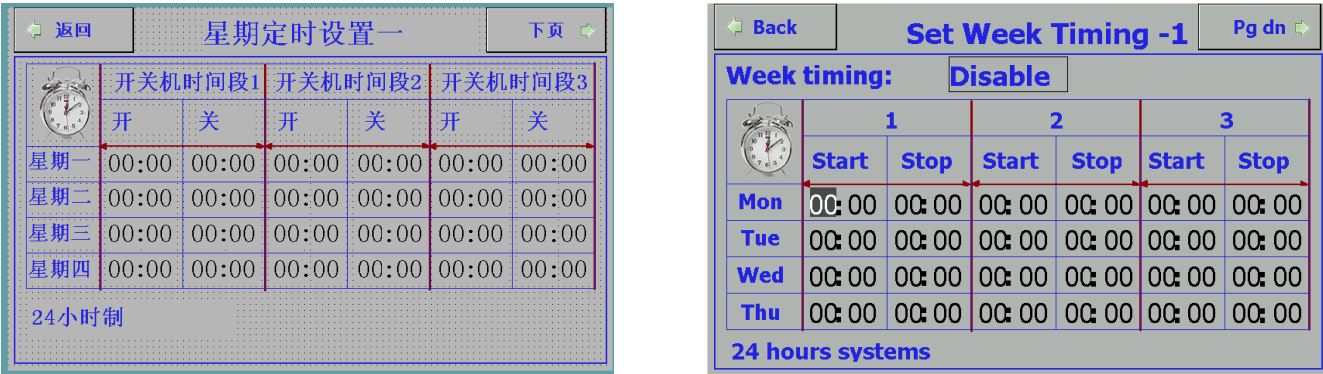 返回 星期定时设置一 下页
开关机时间段1 开关机时间段2 开关机时间段3
开 关 开 关 开 关
星期一 00:00 00:00 00:00 00:00 00:00 00:00
星期二 00:00 00:00 00:00 00:00 00:00 00:00
星期三 00:00 00:00 00:00 00:00 00:00 00:00
星期四 00:00 00:00 00:00 00:00 00:00 00:00
24小时制
Back Set Week Timing -1 Pg dn
Week timing: Disable
1 2 3
Start Stop Start Stop Start Stop
Mon 00:00 00:00 00:00 00:00 00:00 00:00
Tue 00:00 00:00 00:00 00:00 00:00 00:00
Wed 00:00 00:00 00:00 00:00 00:00 00:00
Thu 00:00 00:00 00:00 00:00 00:00 00:00
24 hours systems